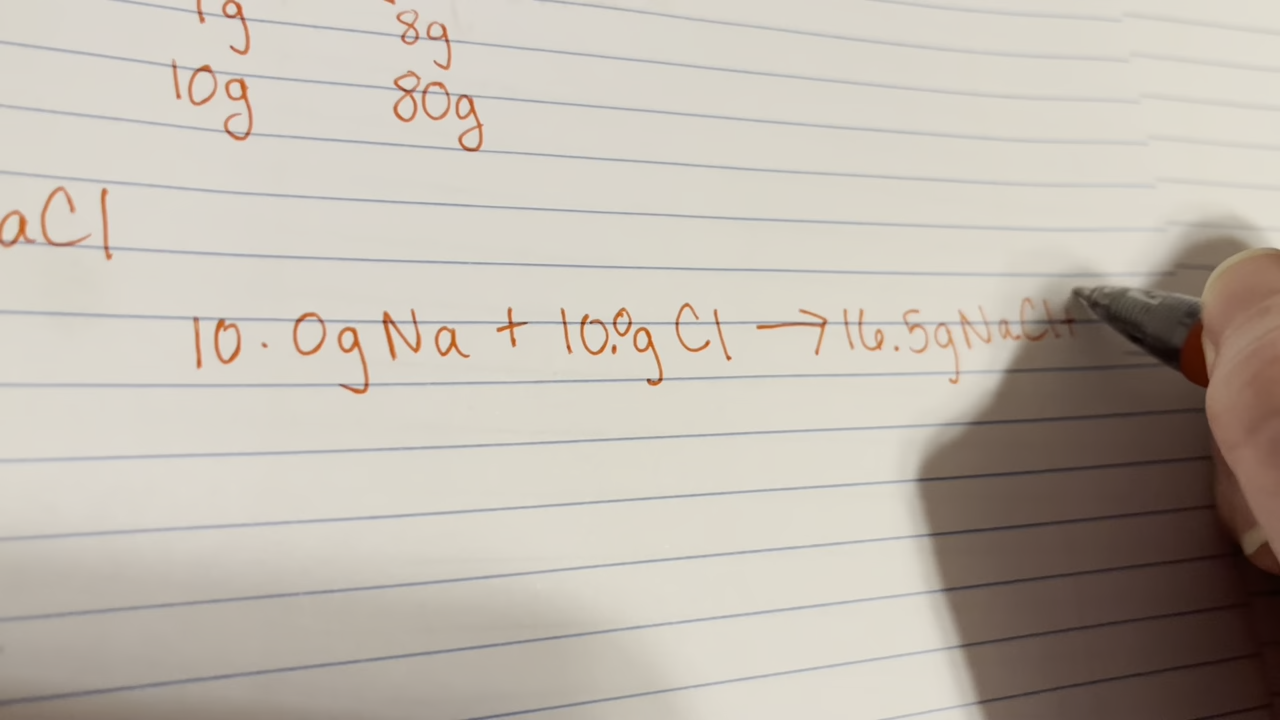 1g 8g
10g 80g
aCl
10.0g Na + 10.0g Cl → 16.5g NaCl +